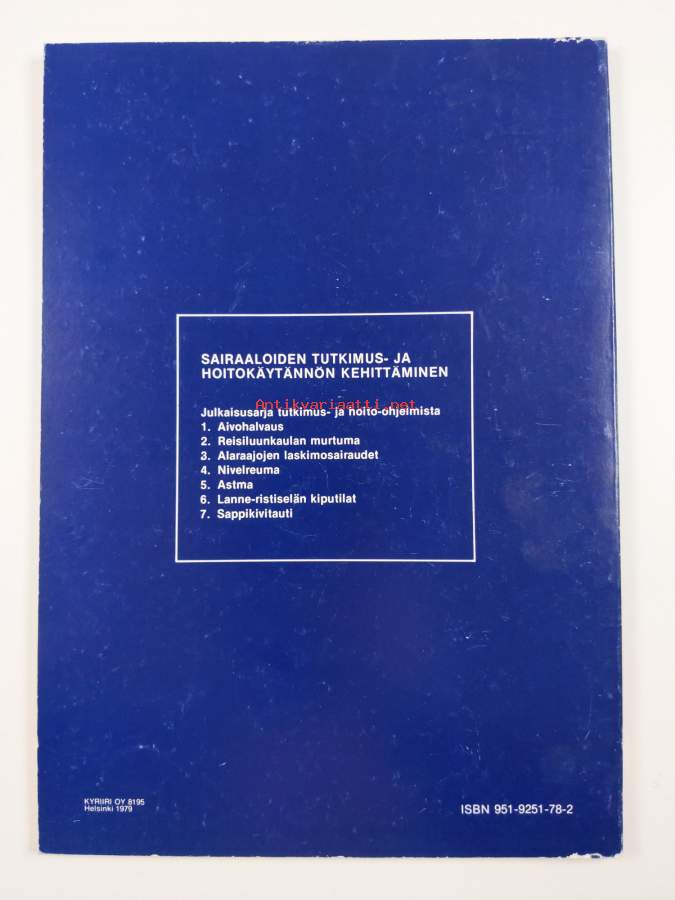 SAIRAALOIDEN TUTKIMUS- JA
HOITOKÄYTÄNNÖN KEHITTÄMINEN
Antikvariaatti.net
Julkaisusarja tutkimus- ja hoito-ohjelmista
1. Aivohalvaus
2. Reisiluunkaulan murtuma
3. Alaraajojen laskimosairaudet
4. Nivelreuma
5. Astma
6. Lanne-ristiselän kiputilat
7. Sappikivitauti
KYRIIRI OY 8195
Helsinki 1979
ISBN 951-9251-78-2